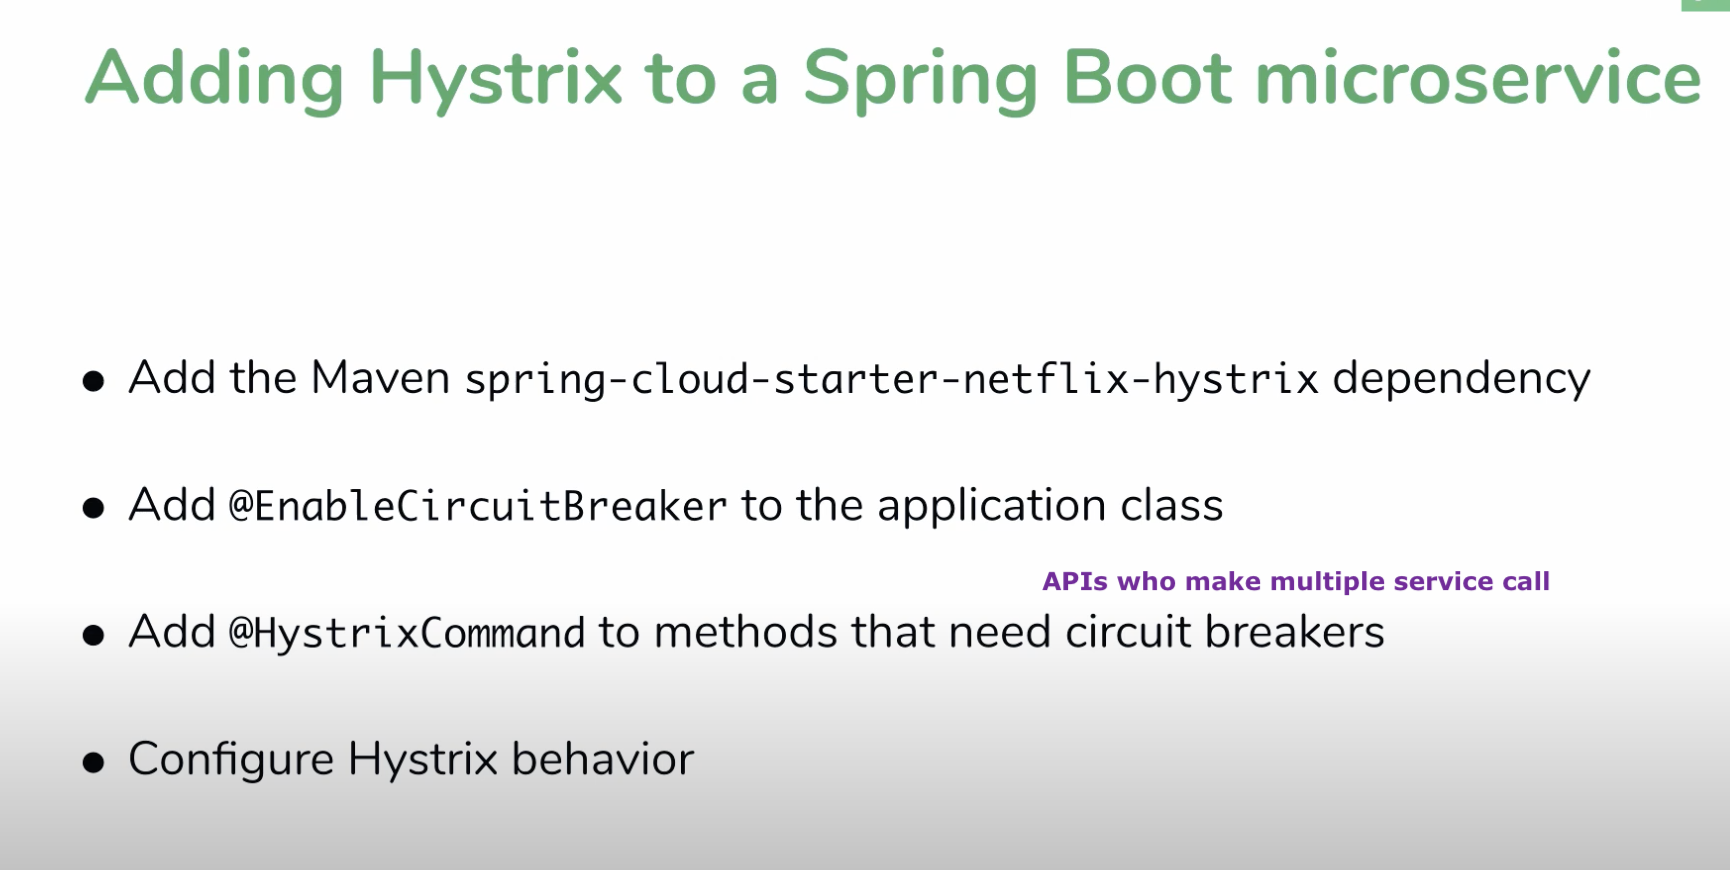 Adding Hystrix to a Spring Boot microservice
● Add the Maven spring-cloud-starter-netflix-hystrix dependency
● Add @EnableCircuitBreaker to the application class
APIs who make multiple service call
● Add @HystrixCommand to methods that need circuit breakers
● Configure Hystrix behavior